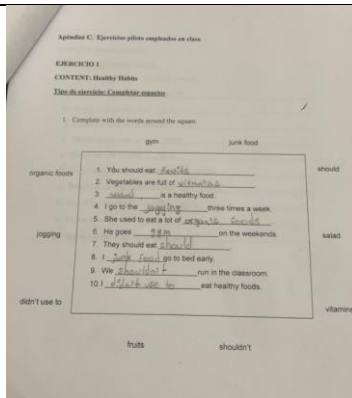 Apéndice C. Ejercicios piloto empleados en clase
EJERCICIO 1
CONTENT: Healthy Habits
Tipo de ejercicio: Completar espacios
1. Complete with the words around the square.
gym junk food
organic foods should
1. You should eat fruits
2. Vegetables are full of vitamins
3. salad is a healthy food.
4. I go to the jogging three times a week.
5. She used to eat a lot of organic foods.
jogging salad
6. He goes gym on the weekends.
7. They should eat should
8. I junk food go to bed early.
9. We shouldn't run in the classroom.
10. I didn't use to eat healthy foods.
didn't use to vitamins
fruits shouldn't